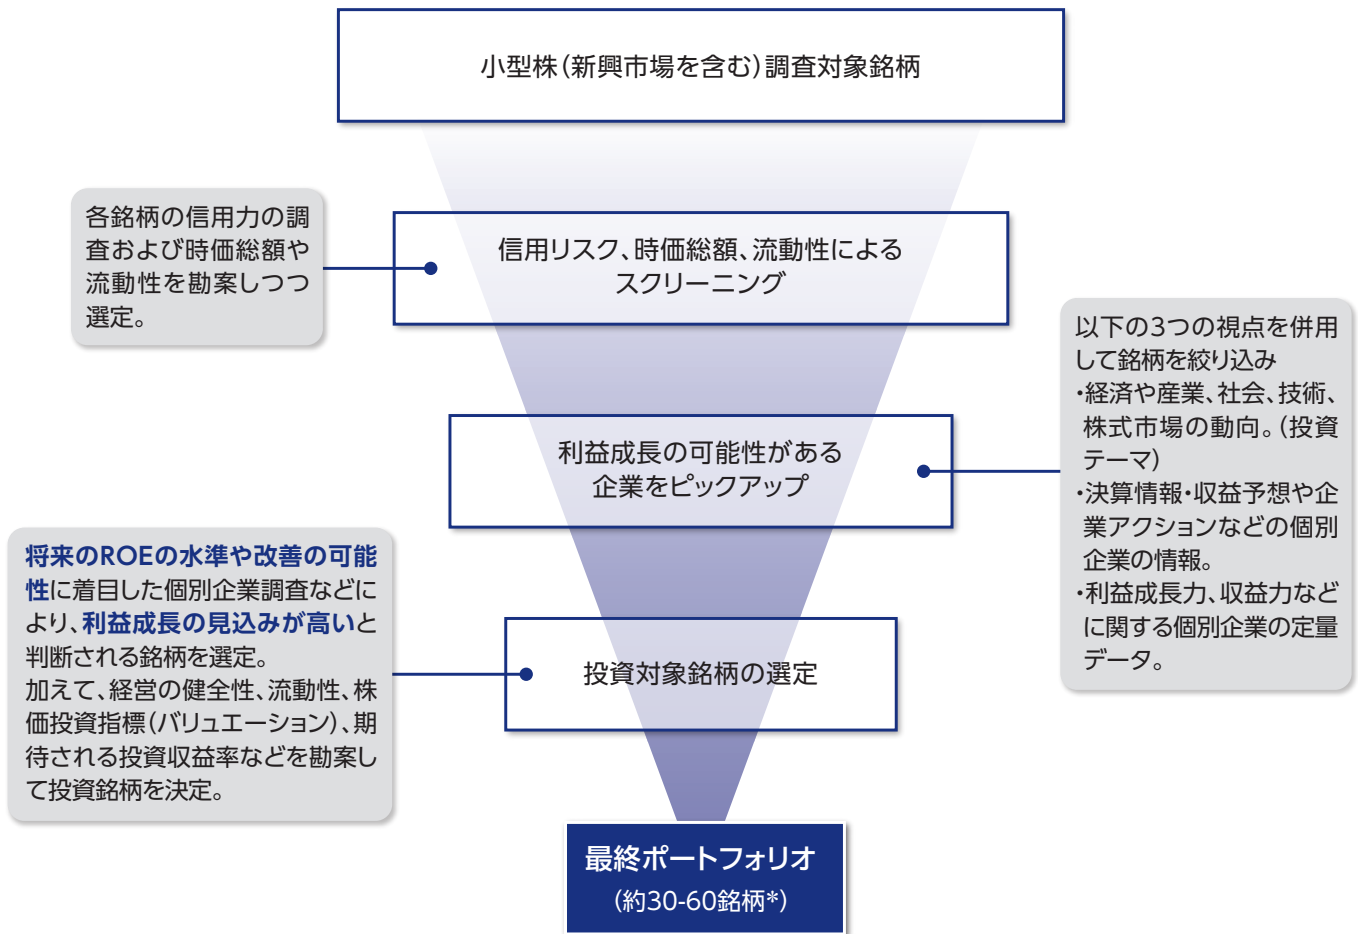 小型株（新興市場を含む）調査対象銘柄
各銘柄の信用力の調
査および時価総額や
流動性を勘案しつつ
選定。
信用リスク、時価総額、流動性による
スクリーニング
以下の3つの視点を併用
して銘柄を絞り込み
・経済や産業、社会、技術、
株式市場の動向。（投資
テーマ）
・決算情報・収益予想や企
業アクションなどの個別
企業の情報。
・利益成長力、収益力など
に関する個別企業の定量
データ。
利益成長の可能性がある
企業をピックアップ
将来のROEの水準や改善の可能
性に着目した個別企業調査などに
より、利益成長の見込みが高いと
判断される銘柄を選定。
加えて、経営の健全性、流動性、株
価投資指標（バリュエーション）、期
待される投資収益率などを勘案し
て投資銘柄を決定。
投資対象銘柄の選定
最終ポートフォリオ
（約30-60銘柄*）